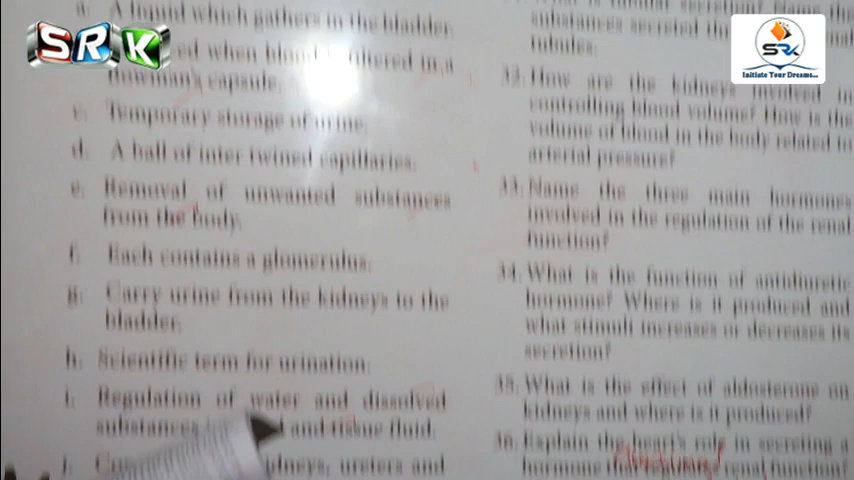 SRK
a. A liquid which gathers in the bladder.
ed when blood filtered in a
Bowman's capsule.
c. Temporary storage of urine.
d. A ball of inter twined capillaries.
e. Removal of unwanted substances
from the body.
f. Each contains a glomerulus.
g. Carry urine from the kidneys to the
bladder.
h. Scientific term for urination.
i. Regulation of water and dissolved
substances and tissue fluid.
j. kidneys, ureters and
SRK
Initiate Your Dreams...
is tubular secretion?
substances secreted
tubules.
32. How are the kidneys involved in
controlling blood volume? How is the
volume of blood in the body related in
arterial pressure?
33. Name the three main hormones
involved in the regulation of the renal
function?
34. What is the function of antidiuretic
hormone? Where is it produced and
what stimuli increases or decreases its
secretion?
35. What is the effect of aldosterone on
kidneys and where is it produced?
36. Explain the heart's role in secreting a
hormone that renal function?